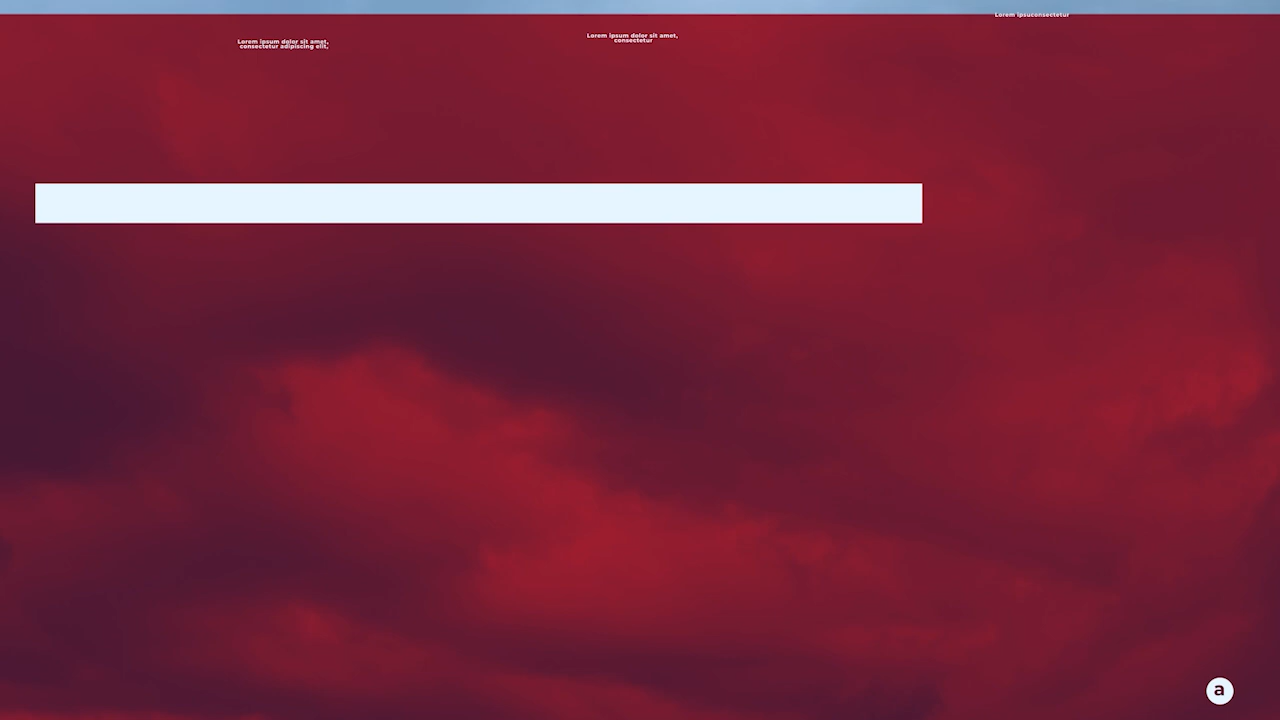 Lorem ipsuconsectetur
Lorem ipsum dolor sit amet,
consectetur adipiscing elit,
Lorem ipsum dolor sit amet,
consectetur
a